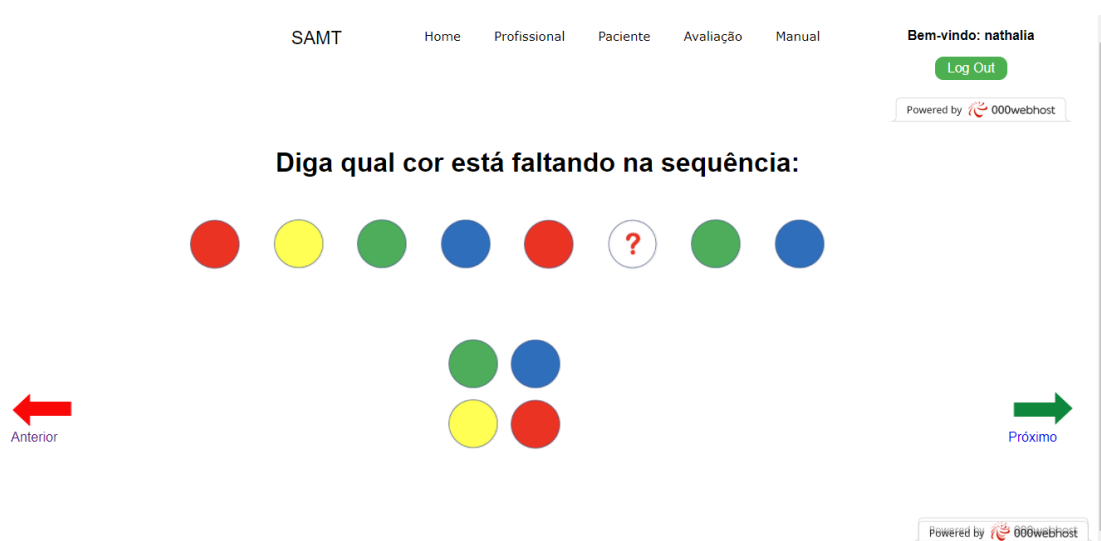 SAMT
Home Profissional Paciente Avaliação Manual
Bem-vindo: nathalia
Log Out
Powered by 000webhost
Diga qual cor está faltando na sequência:
?
Anterior
Próximo
Powered by 000webhost